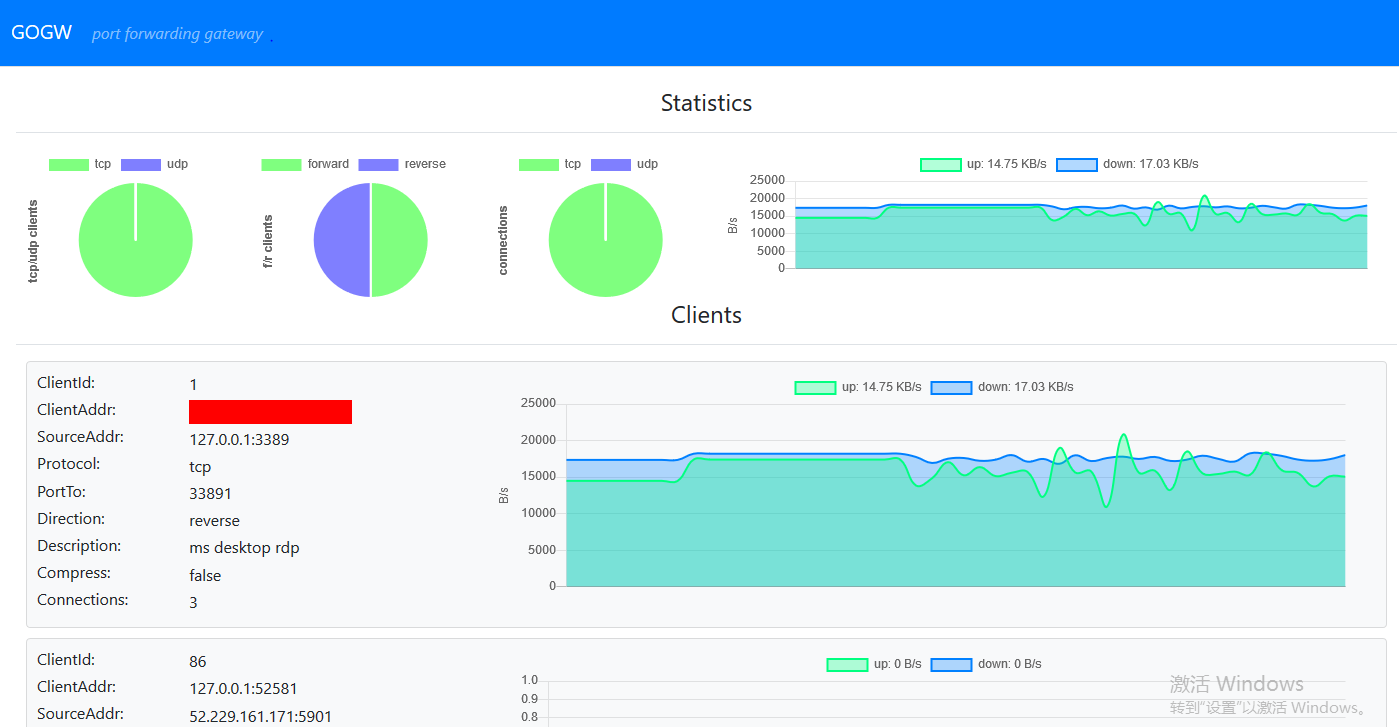 GOGW port forwarding gateway .
Statistics
tcp udp
tcp/udp clients
forward reverse
f/r clients
tcp udp
connections
up: 14.75 KB/s down: 17.03 KB/s
B/s
25000
20000
15000
10000
5000
0
Clients
ClientId: 1
ClientAddr:
SourceAddr: 127.0.0.1:3389
Protocol: tcp
PortTo: 33891
Direction: reverse
Description: ms desktop rdp
Compress: false
Connections: 3
up: 14.75 KB/s down: 17.03 KB/s
B/s
25000
20000
15000
10000
5000
0
ClientId: 86
ClientAddr: 127.0.0.1:52581
SourceAddr: 52.229.161.171:5901
up: 0 B/s down: 0 B/s
1.0
0.9
0.8
激活 Windows
转到“设置”以激活 Windows。